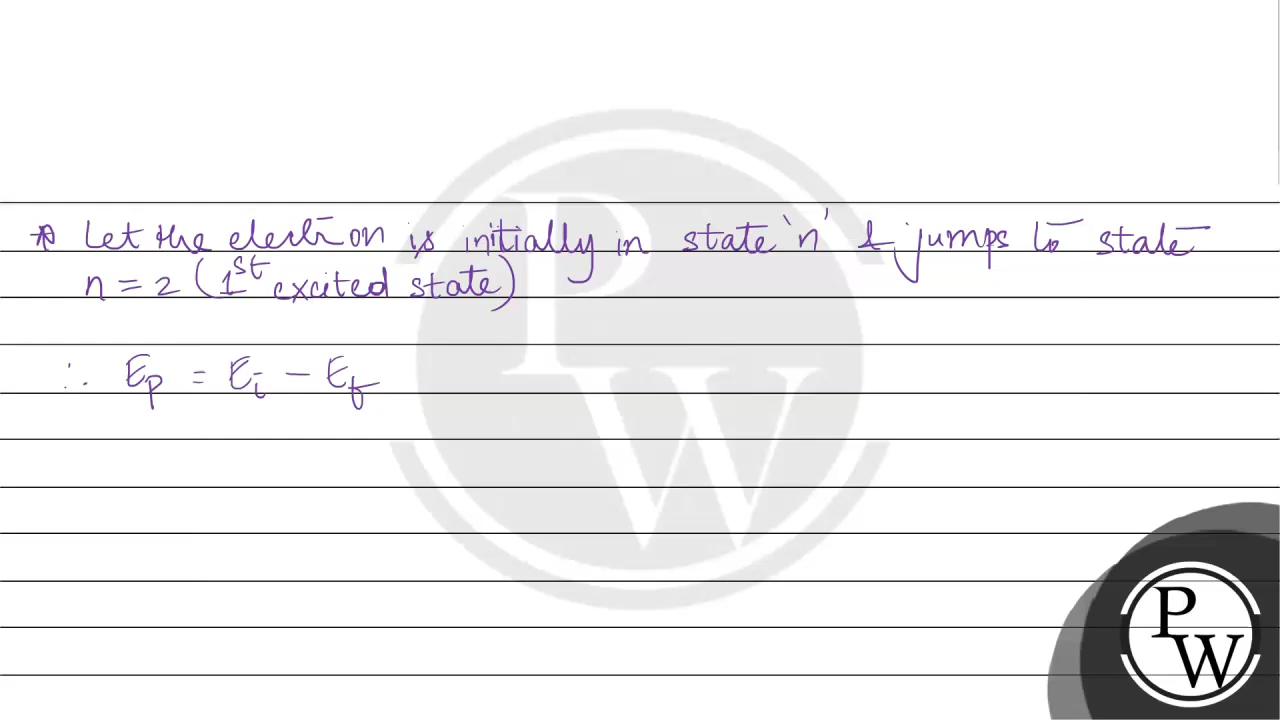 * Let the electron is initially in state 'n' & jumps to state
n = 2 (1st excited state)
∴ Ep = Ei − Ef
P
W
P
W